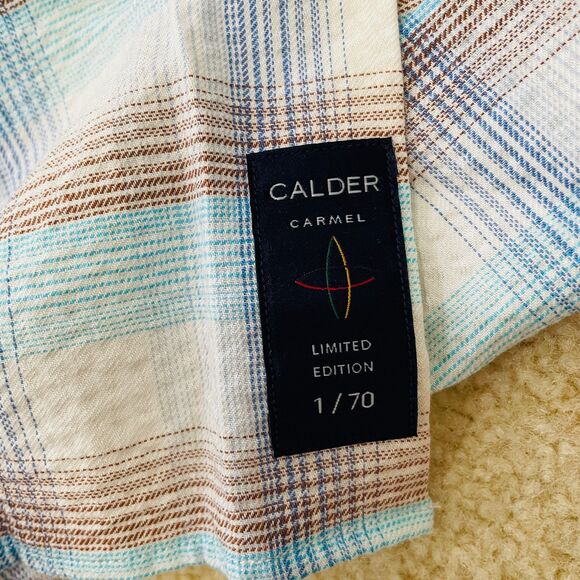 CALDER
CARMEL
LIMITED
EDITION
1 / 70